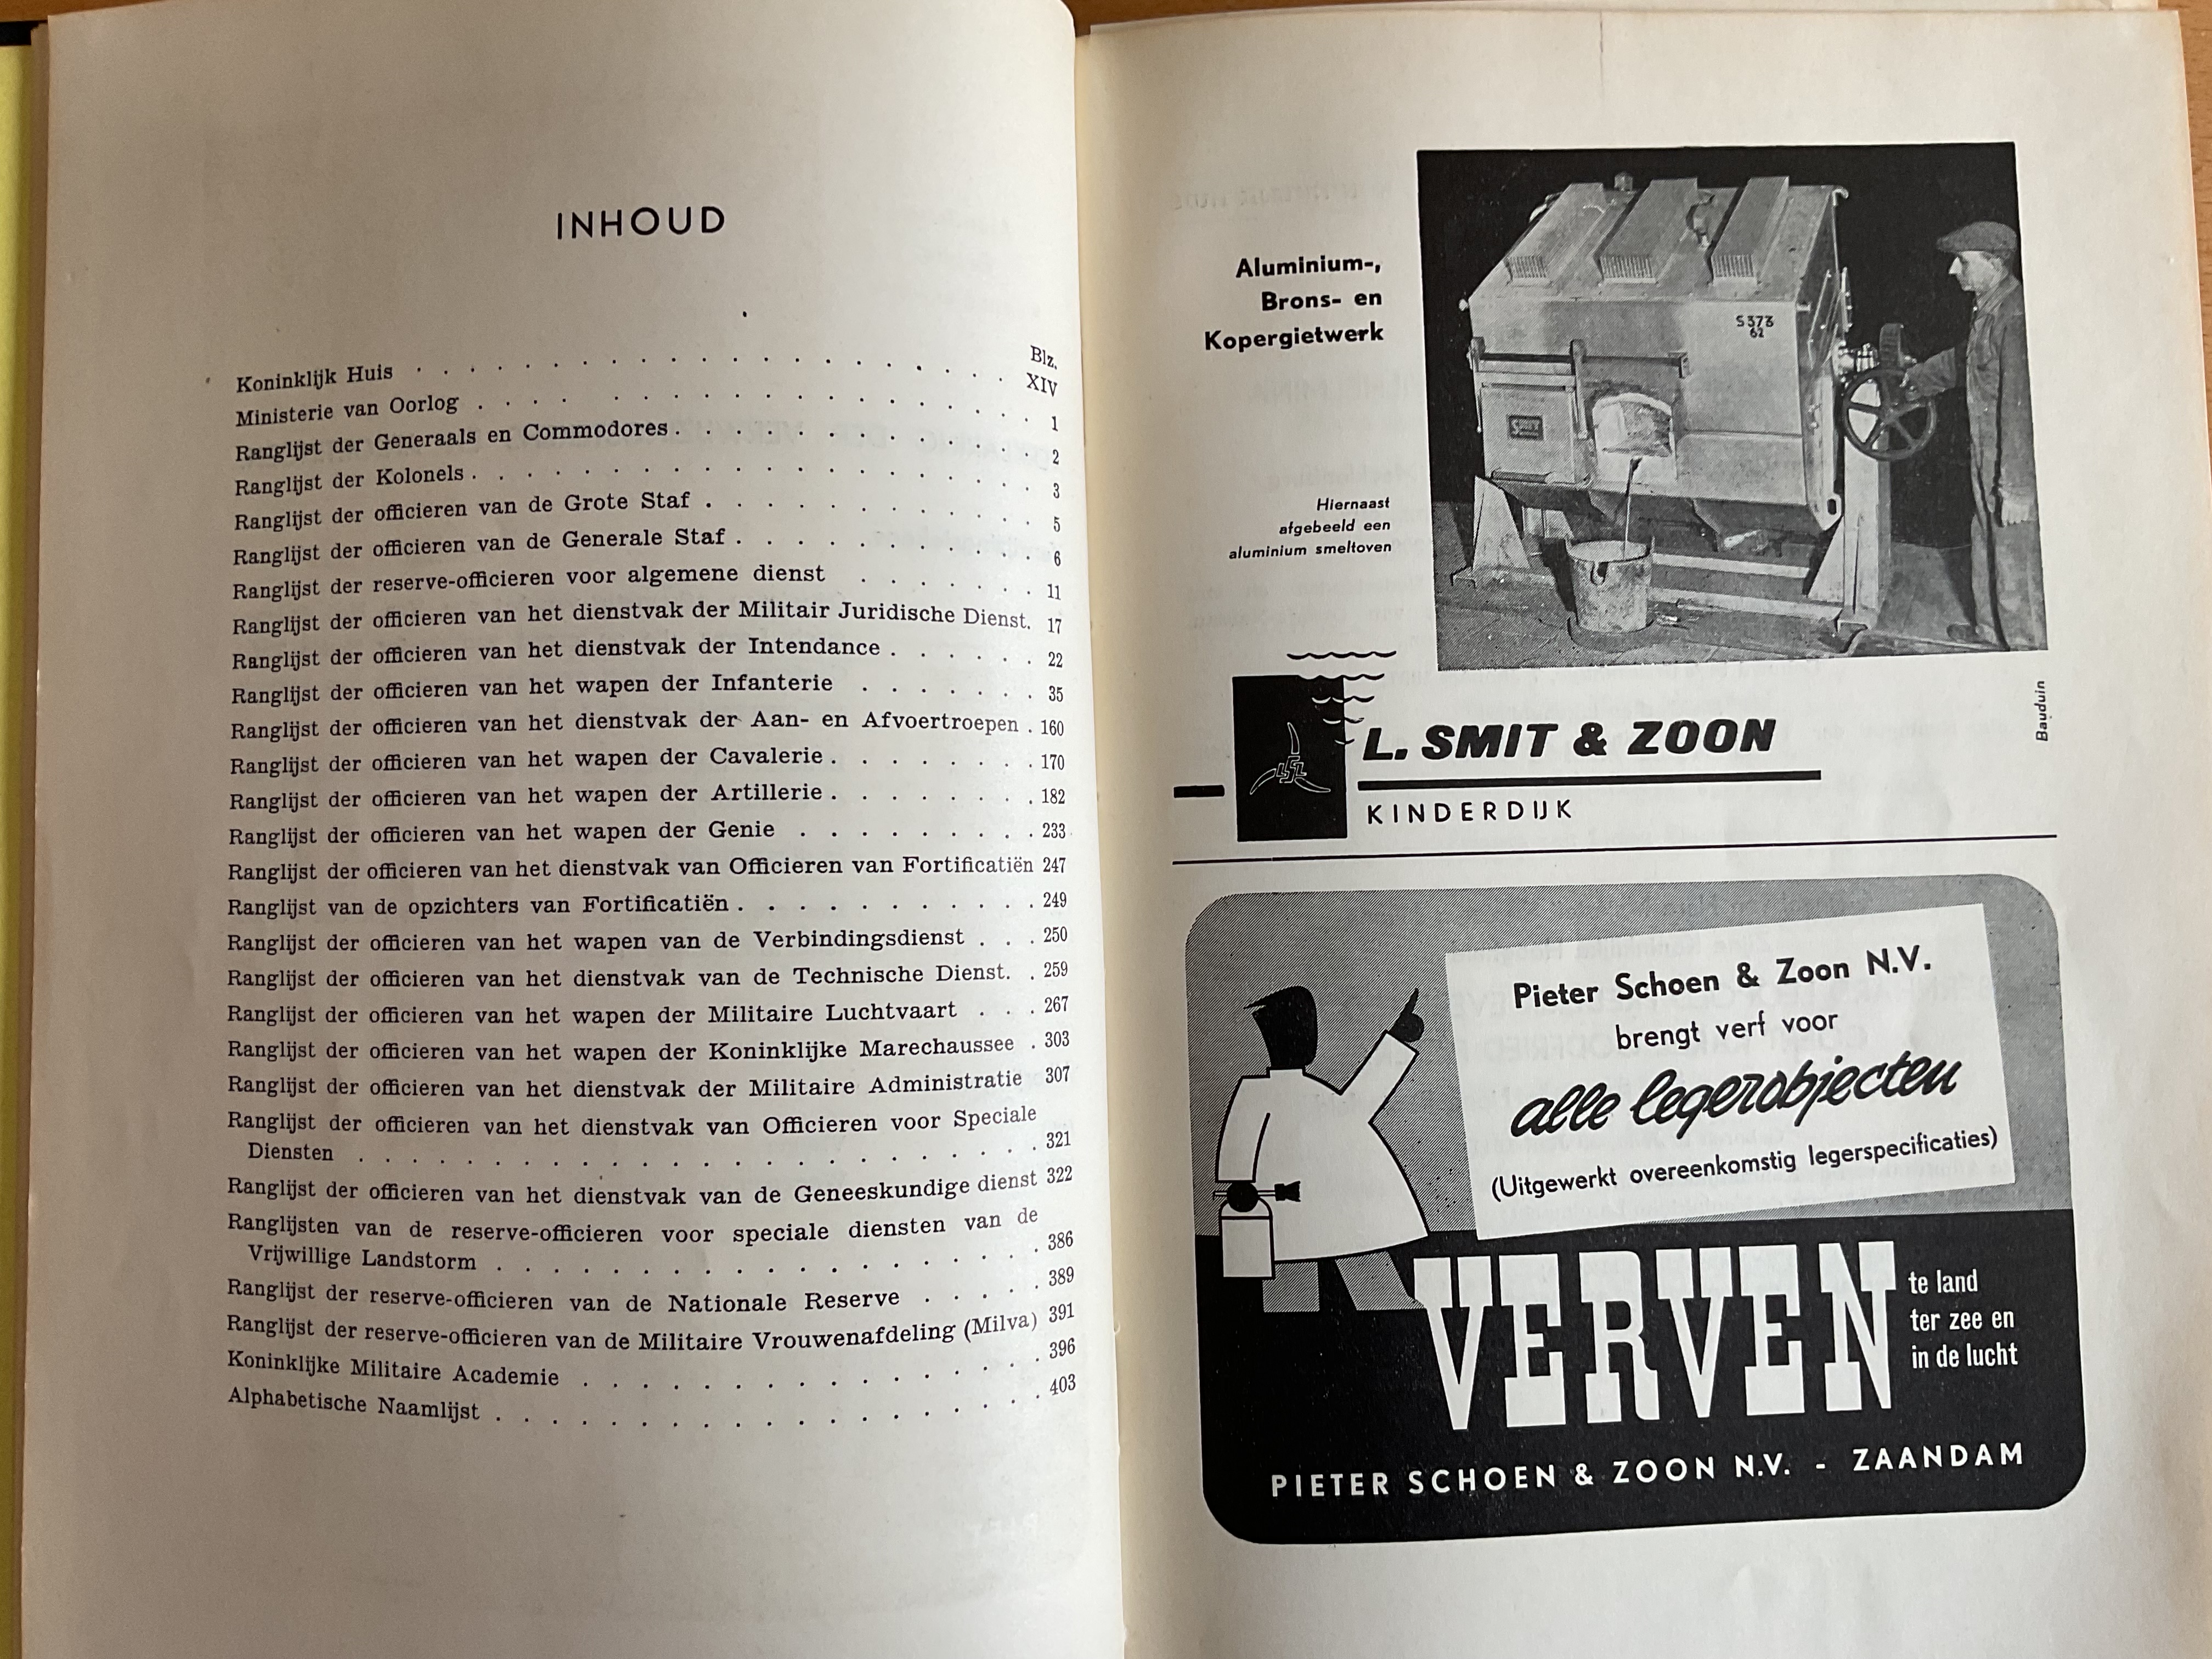 INHOUD
Blz.
Koninklijk Huis . . . . . . . . . . . . . . . . . . . . XIV
Ministerie van Oorlog . . . . . . . . . . . . . . . . . . 1
Ranglijst der Generaals en Commodores . . . . . . . . . . . 2
Ranglijst der Kolonels . . . . . . . . . . . . . . . . . 3
Ranglijst der officieren van de Grote Staf . . . . . . . . . . 5
Ranglijst der officieren van de Generale Staf . . . . . . . . . 6
Ranglijst der reserve-officieren voor algemene dienst . . . . . . . 11
Ranglijst der officieren van het dienstvak der Militair Juridische Dienst. 17
Ranglijst der officieren van het dienstvak der Intendance . . . . . . 22
Ranglijst der officieren van het wapen der Infanterie . . . . . . . 35
Ranglijst der officieren van het dienstvak der Aan- en Afvoertroepen . 160
Ranglijst der officieren van het wapen der Cavalerie . . . . . . . 170
Ranglijst der officieren van het wapen der Artillerie . . . . . . . 182
Ranglijst der officieren van het wapen der Genie . . . . . . . . . 233
Ranglijst der officieren van het dienstvak van Officieren van Fortificatiën 247
Ranglijst van de opzichters van Fortificatiën . . . . . . . . . . 249
Ranglijst der officieren van het wapen van de Verbindingsdienst . . . 250
Ranglijst der officieren van het dienstvak van de Technische Dienst. . 259
Ranglijst der officieren van het wapen der Militaire Luchtvaart . . . 267
Ranglijst der officieren van het wapen der Koninklijke Marechaussee . 303
Ranglijst der officieren van het dienstvak der Militaire Administratie 307
Ranglijst der officieren van het dienstvak van Officieren voor Speciale
Diensten . . . . . . . . . . . . . . . . . . . . . . 321
Ranglijst der officieren van het dienstvak van de Geneeskundige dienst 322
Ranglijsten van de reserve-officieren voor speciale diensten van de
Vrijwillige Landstorm . . . . . . . . . . . . . . . . . 386
Ranglijst der reserve-officieren van de Nationale Reserve . . . . . 389
Ranglijst der reserve-officieren van de Militaire Vrouwenafdeling (Milva) 391
Koninklijke Militaire Academie . . . . . . . . . . . . . . 396
Alphabetische Naamlijst . . . . . . . . . . . . . . . . . 403
Aluminium-,
Brons- en
Kopergietwerk
Hiernaast
afgebeeld een
aluminium smeltoven
S373
62
SMIT
Bauduin
L. SMIT & ZOON
KINDERDIJK
Pieter Schoen & Zoon N.V.
brengt verf voor
alle legerobjecten
(Uitgewerkt overeenkomstig legerspecificaties)
VERVEN
te land
ter zee en
in de lucht
PIETER SCHOEN & ZOON N.V. - ZAANDAM